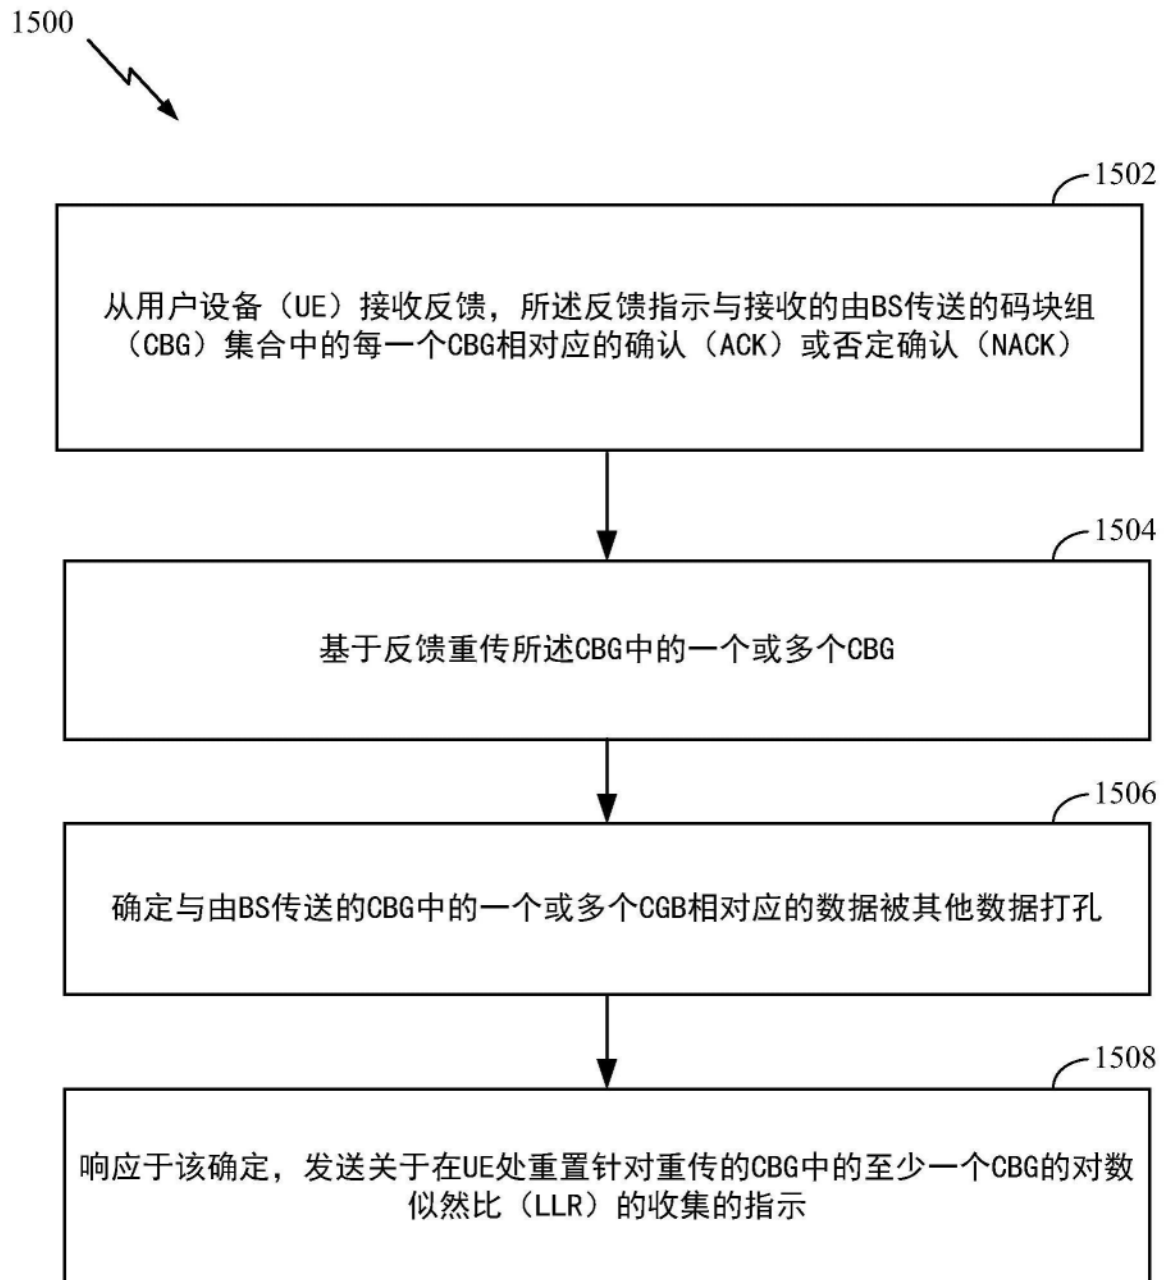 1500
1502
从用户设备（UE）接收反馈，所述反馈指示与接收的由BS传送的码块组
（CBG）集合中的每一个CBG相对应的确认（ACK）或否定确认（NACK）
1504
基于反馈重传所述CBG中的一个或多个CBG
1506
确定与由BS传送的CBG中的一个或多个CGB相对应的数据被其他数据打孔
1508
响应于该确定，发送关于在UE处重置针对重传的CBG中的至少一个CBG的对数
似然比（LLR）的收集的指示